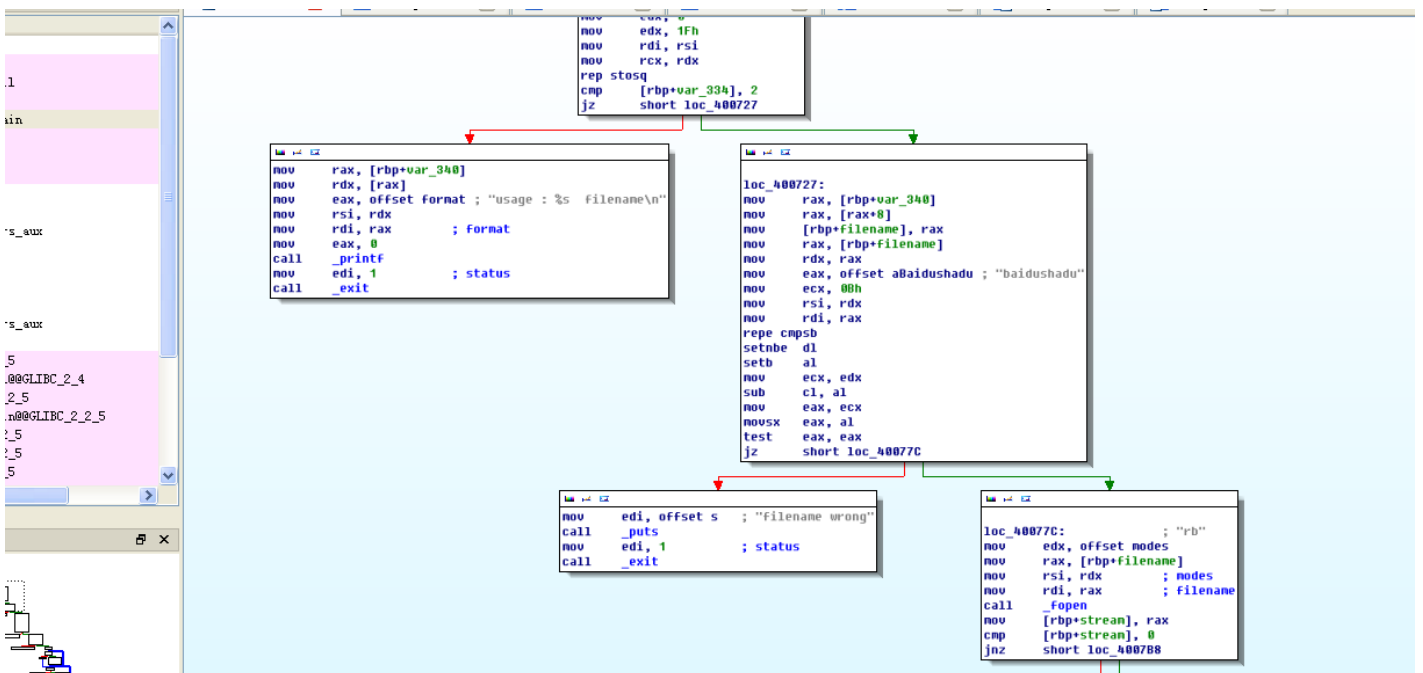 .1
ain
rs_aux
rs_aux
_5
.@@GLIBC_2_4
2_5
.n@@GLIBC_2_2_5
_5
_5
mov edx, 1Fh
mov rdi, rsi
mov rcx, rdx
rep stosq
cmp [rbp+var_334], 2
jz short loc_400727
mov rax, [rbp+var_340]
mov rdx, [rax]
mov eax, offset format ; "usage : %s  filename\n"
mov rsi, rdx
mov rdi, rax ; format
mov eax, 0
call _printf
mov edi, 1 ; status
call _exit
loc_400727:
mov rax, [rbp+var_340]
mov rax, [rax+8]
mov [rbp+filename], rax
mov rax, [rbp+filename]
mov rdx, rax
mov eax, offset aBaidushadu ; "baidushadu"
mov ecx, 0Bh
mov rsi, rdx
mov rdi, rax
repe cmpsb
setnbe dl
setb al
mov ecx, edx
sub cl, al
mov eax, ecx
movsx eax, al
test eax, eax
jz short loc_40077C
mov edi, offset s ; "filename wrong"
call _puts
mov edi, 1 ; status
call _exit
loc_40077C: ; "rb"
mov edx, offset modes
mov rax, [rbp+filename]
mov rsi, rdx ; modes
mov rdi, rax ; filename
call _fopen
mov [rbp+stream], rax
cmp [rbp+stream], 0
jnz short loc_4007B8